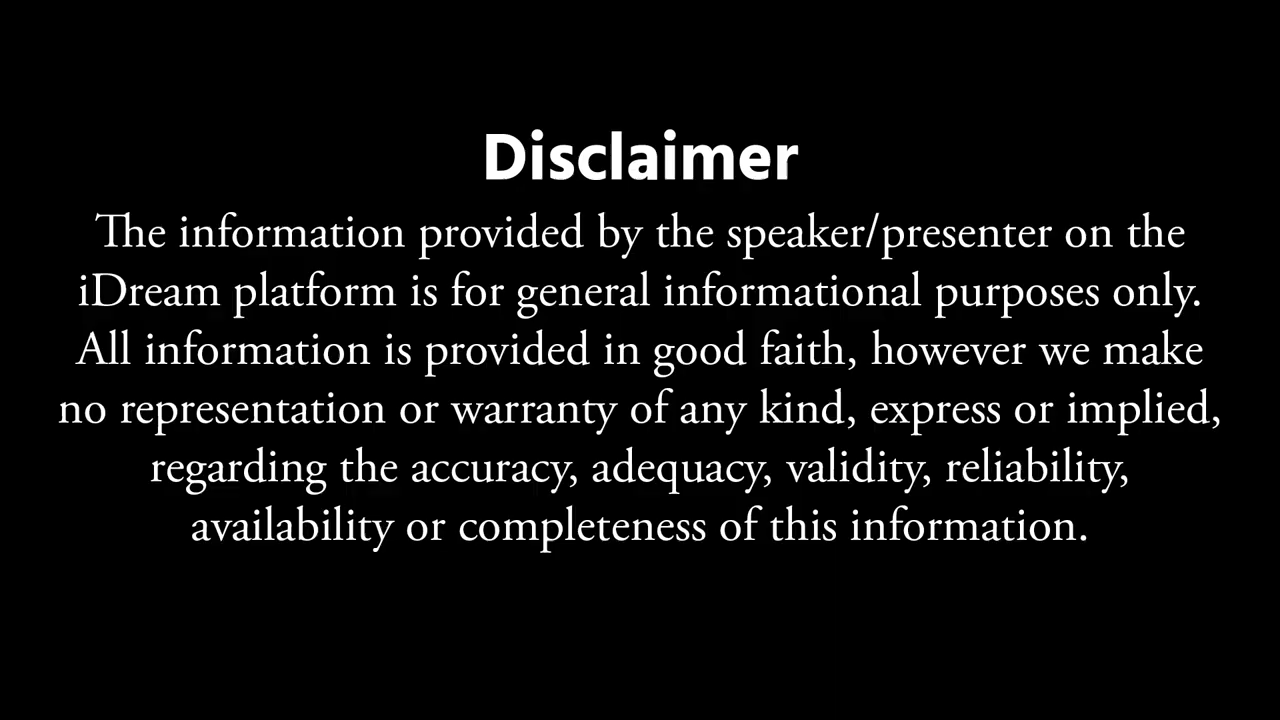 Disclaimer
The information provided by the speaker/presenter on the
iDream platform is for general informational purposes only.
All information is provided in good faith, however we make
no representation or warranty of any kind, express or implied,
regarding the accuracy, adequacy, validity, reliability,
availability or completeness of this information.